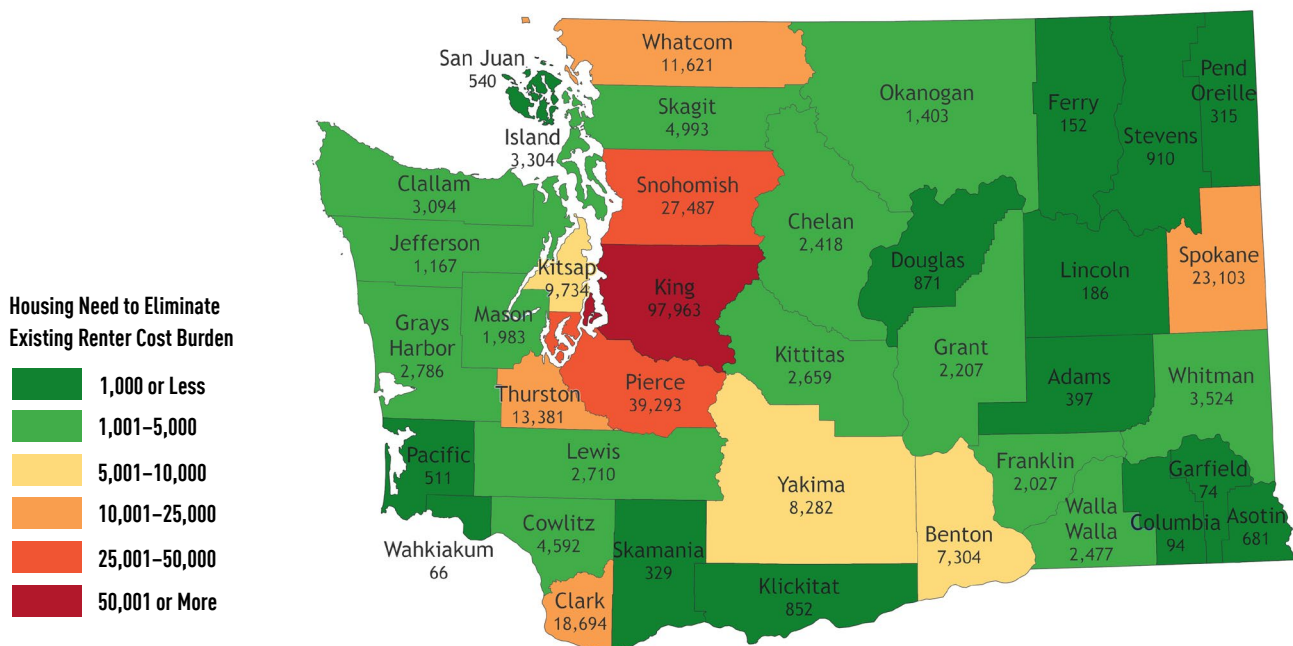 Housing Need to Eliminate
Existing Renter Cost Burden
1,000 or Less
1,001–5,000
5,001–10,000
10,001–25,000
25,001–50,000
50,001 or More
San Juan
540
Whatcom
11,621
Skagit
4,993
Island
3,304
Okanogan
1,403
Ferry
152
Stevens
910
Pend
Oreille
315
Clallam
3,094
Snohomish
27,487
Chelan
2,418
Jefferson
1,167
Kitsap
9,734
King
97,963
Douglas
871
Lincoln
186
Spokane
23,103
Grays
Harbor
2,786
Mason
1,983
Kittitas
2,659
Grant
2,207
Adams
397
Whitman
3,524
Thurston
13,381
Pierce
39,293
Pacific
511
Lewis
2,710
Yakima
8,282
Benton
7,304
Franklin
2,027
Walla
Walla
2,477
Columbia
94
Garfield
74
Asotin
681
Wahkiakum
66
Cowlitz
4,592
Skamania
329
Klickitat
852
Clark
18,694